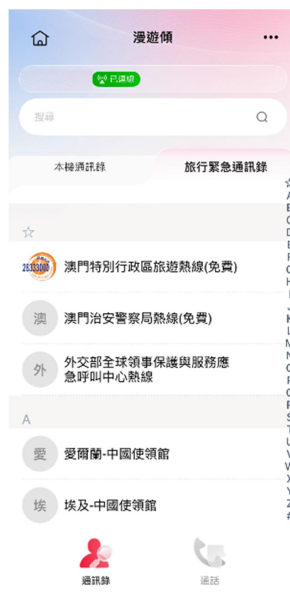 漫遊傾
已連線
搜尋
本機通訊錄
旅行緊急通訊錄
☆
28333000
澳門特別行政區旅遊熱線(免費)
澳
澳門治安警察局熱線(免費)
外
外交部全球領事保護與服務應
急呼叫中心熱線
A
愛
愛爾蘭-中國使領館
埃
埃及-中國使領館
通訊錄
通話